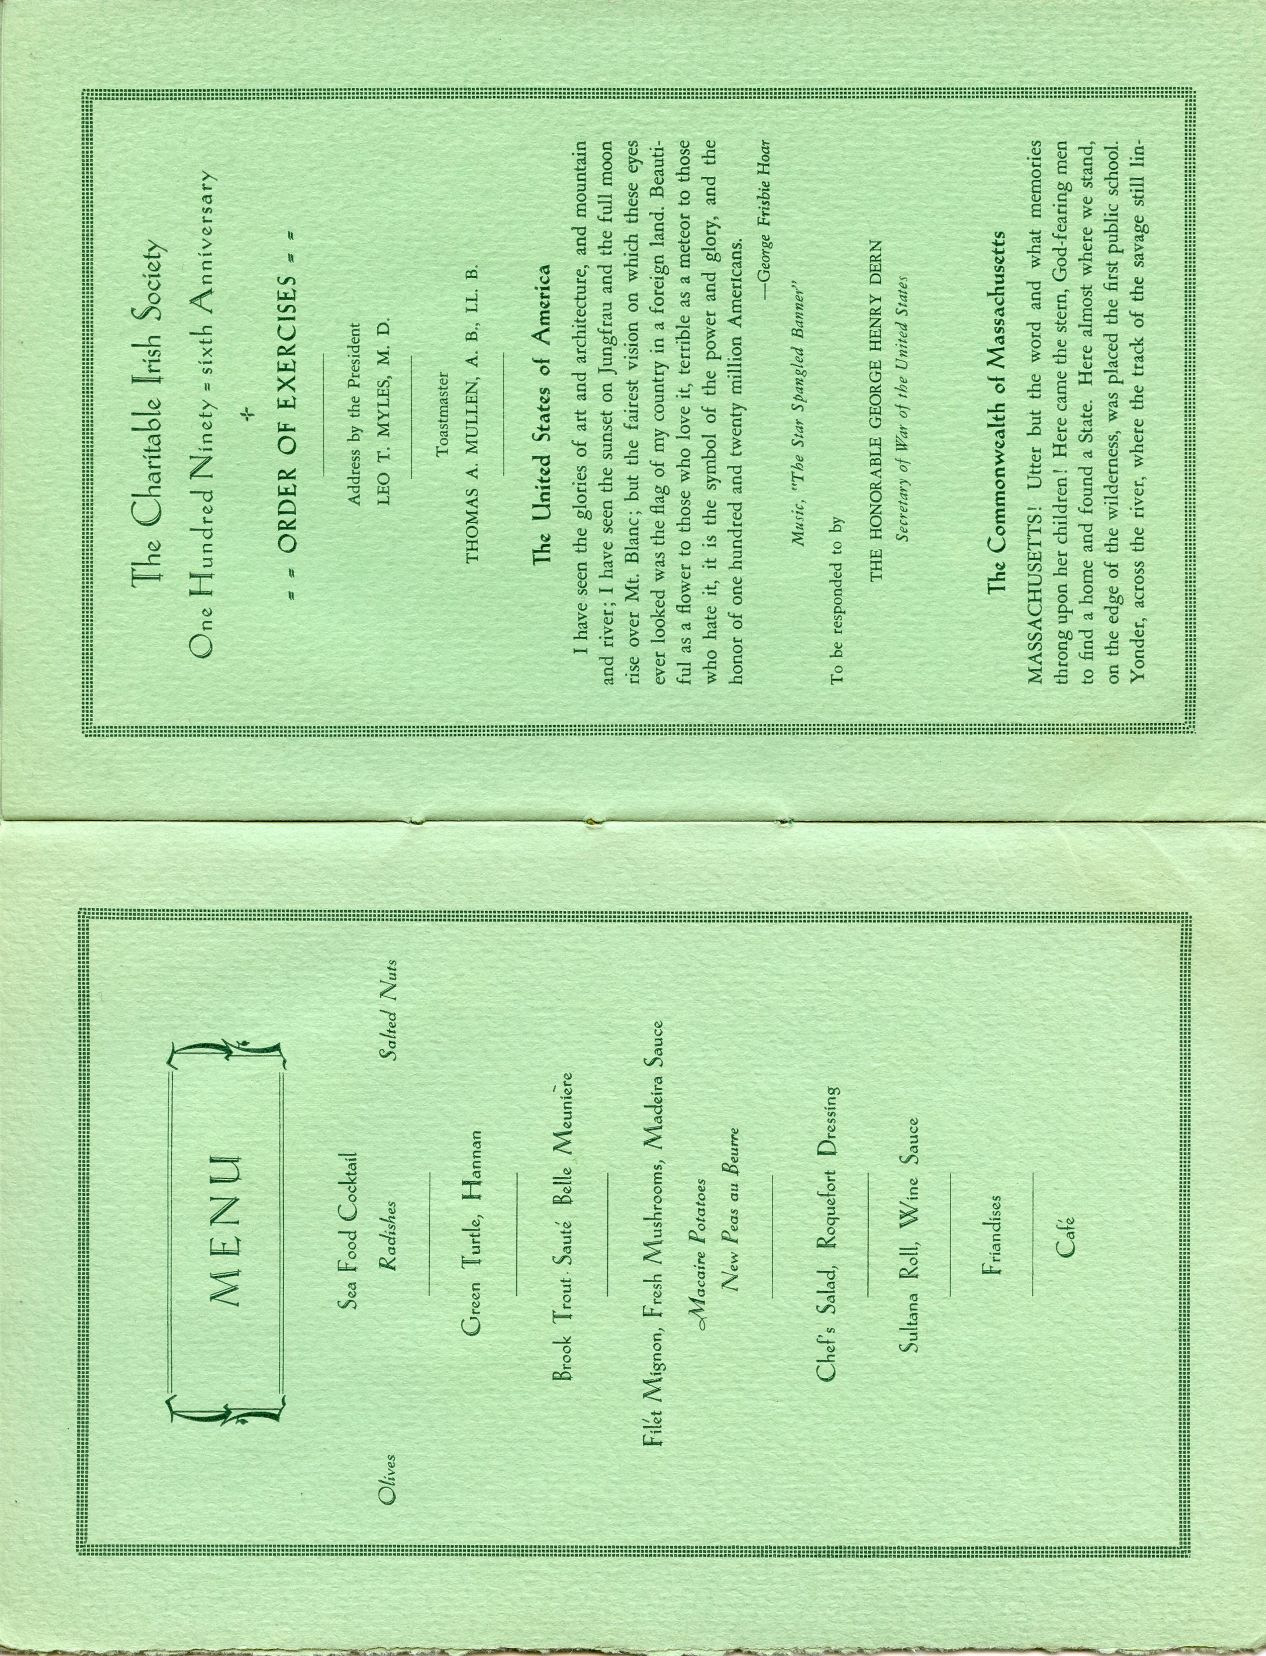 MENU
Sea Food Cocktail
Olives Radishes Salted Nuts
Green Turtle, Hannan
Brook Trout Sauté Belle Meunière
Filét Mignon, Fresh Mushrooms, Madeira Sauce
Macaire Potatoes
New Peas au Beurre
Chef's Salad, Roquefort Dressing
Sultana Roll, Wine Sauce
Friandises
Café
The Charitable Irish Society
One Hundred Ninety-sixth Anniversary
- - ORDER OF EXERCISES - -
Address by the President
LEO T. MYLES, M. D.
Toastmaster
THOMAS A. MULLEN, A. B., LL. B.
The United States of America
I have seen the glories of art and architecture, and mountain
and river; I have seen the sunset on Jungfrau and the full moon
rise over Mt. Blanc; but the fairest vision on which these eyes
ever looked was the flag of my country in a foreign land. Beauti-
ful as a flower to those who love it, terrible as a meteor to those
who hate it, it is the symbol of the power and glory, and the
honor of one hundred and twenty million Americans.
—George Frisbie Hoar
Music, "The Star Spangled Banner"
To be responded to by
THE HONORABLE GEORGE HENRY DERN
Secretary of War of the United States
The Commonwealth of Massachusetts
MASSACHUSETTS! Utter but the word and what memories
throng upon her children! Here came the stern, God-fearing men
to find a home and found a State. Here almost where we stand,
on the edge of the wilderness, was placed the first public school.
Yonder, across the river, where the track of the savage still lin-